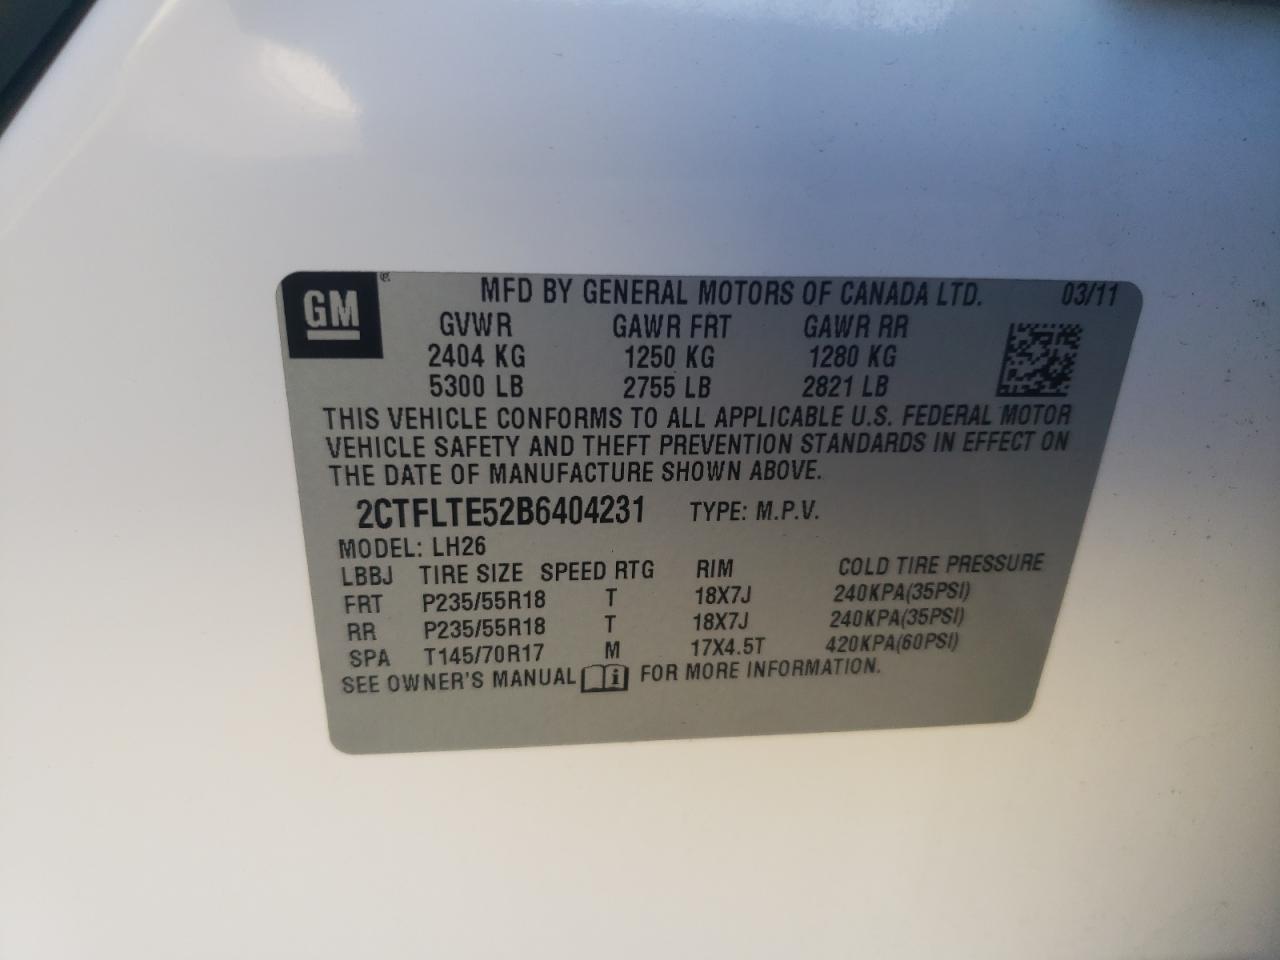 GM MFD BY GENERAL MOTORS OF CANADA LTD. 03/11
GVWR GAWR FRT GAWR RR
2404 KG 1250 KG 1280 KG
5300 LB 2755 LB 2821 LB
THIS VEHICLE CONFORMS TO ALL APPLICABLE U.S. FEDERAL MOTOR
VEHICLE SAFETY AND THEFT PREVENTION STANDARDS IN EFFECT ON
THE DATE OF MANUFACTURE SHOWN ABOVE.
2CTFLTE52B6404231 TYPE: M.P.V.
MODEL: LH26
LBBJ TIRE SIZE SPEED RTG RIM COLD TIRE PRESSURE
FRT P235/55R18 T 18X7J 240KPA(35PSI)
RR P235/55R18 T 18X7J 240KPA(35PSI)
SPA T145/70R17 M 17X4.5T 420KPA(60PSI)
SEE OWNER'S MANUAL i FOR MORE INFORMATION.